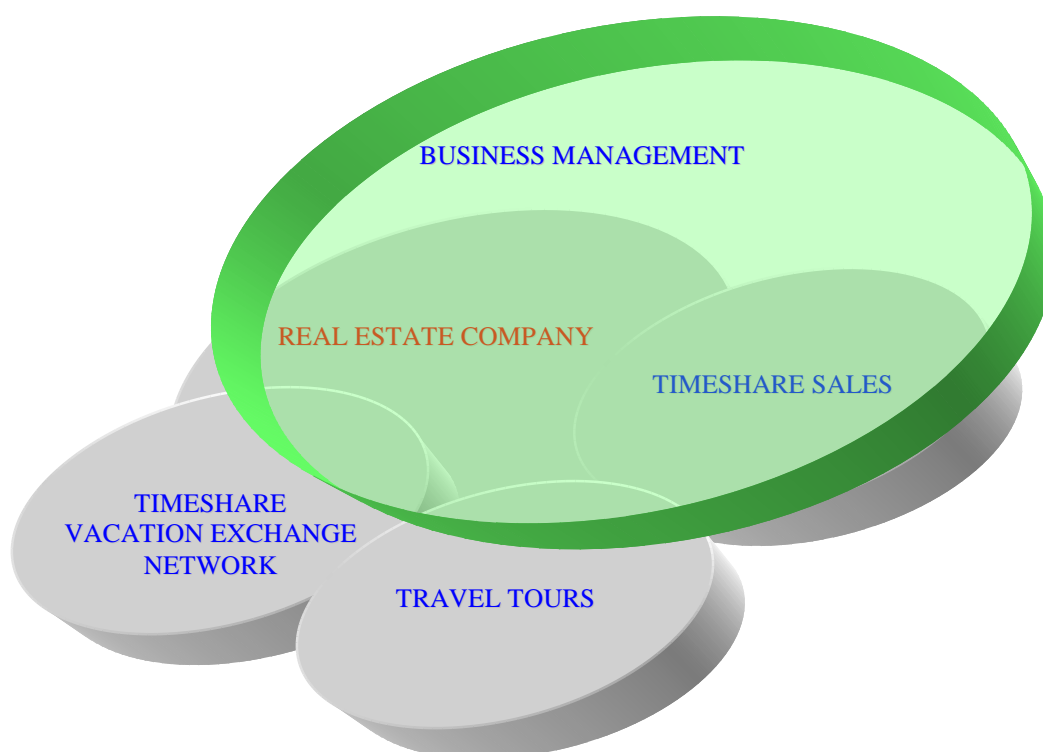 BUSINESS MANAGEMENT
REAL ESTATE COMPANY
TIMESHARE SALES
TIMESHARE
VACATION EXCHANGE
NETWORK
TRAVEL TOURS